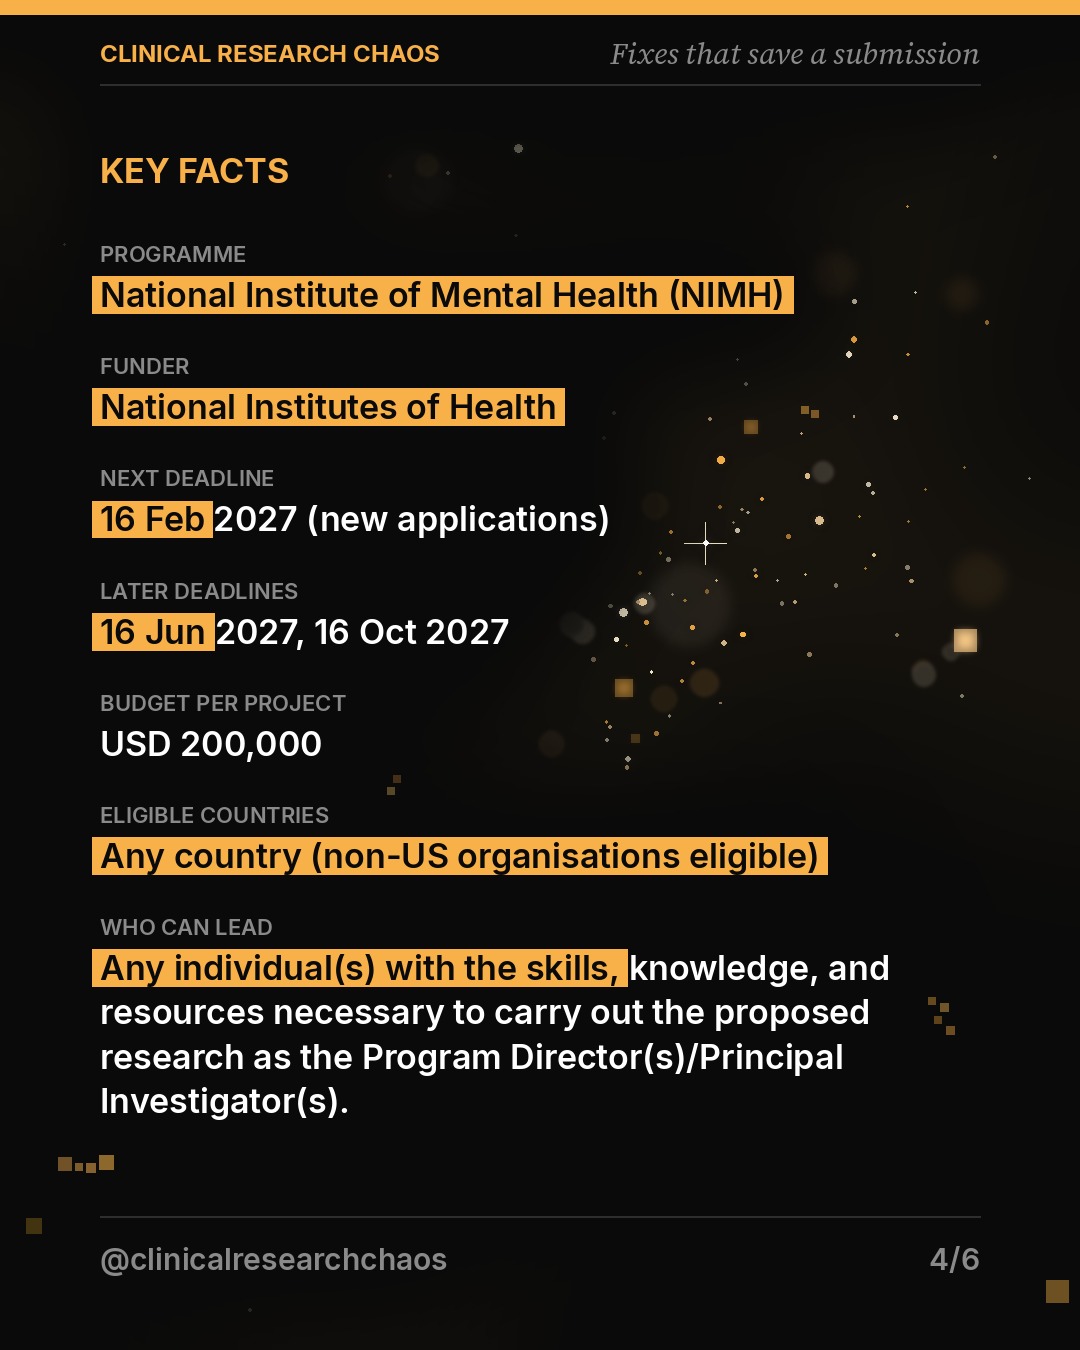 CLINICAL RESEARCH CHAOS
Fixes that save a submission
KEY FACTS
PROGRAMME
National Institute of Mental Health (NIMH)
FUNDER
National Institutes of Health
NEXT DEADLINE
16 Feb 2027 (new applications)
LATER DEADLINES
16 Jun 2027, 16 Oct 2027
BUDGET PER PROJECT
USD 200,000
ELIGIBLE COUNTRIES
Any country (non-US organisations eligible)
WHO CAN LEAD
Any individual(s) with the skills, knowledge, and
resources necessary to carry out the proposed
research as the Program Director(s)/Principal
Investigator(s).
@clinicalresearchchaos
4/6